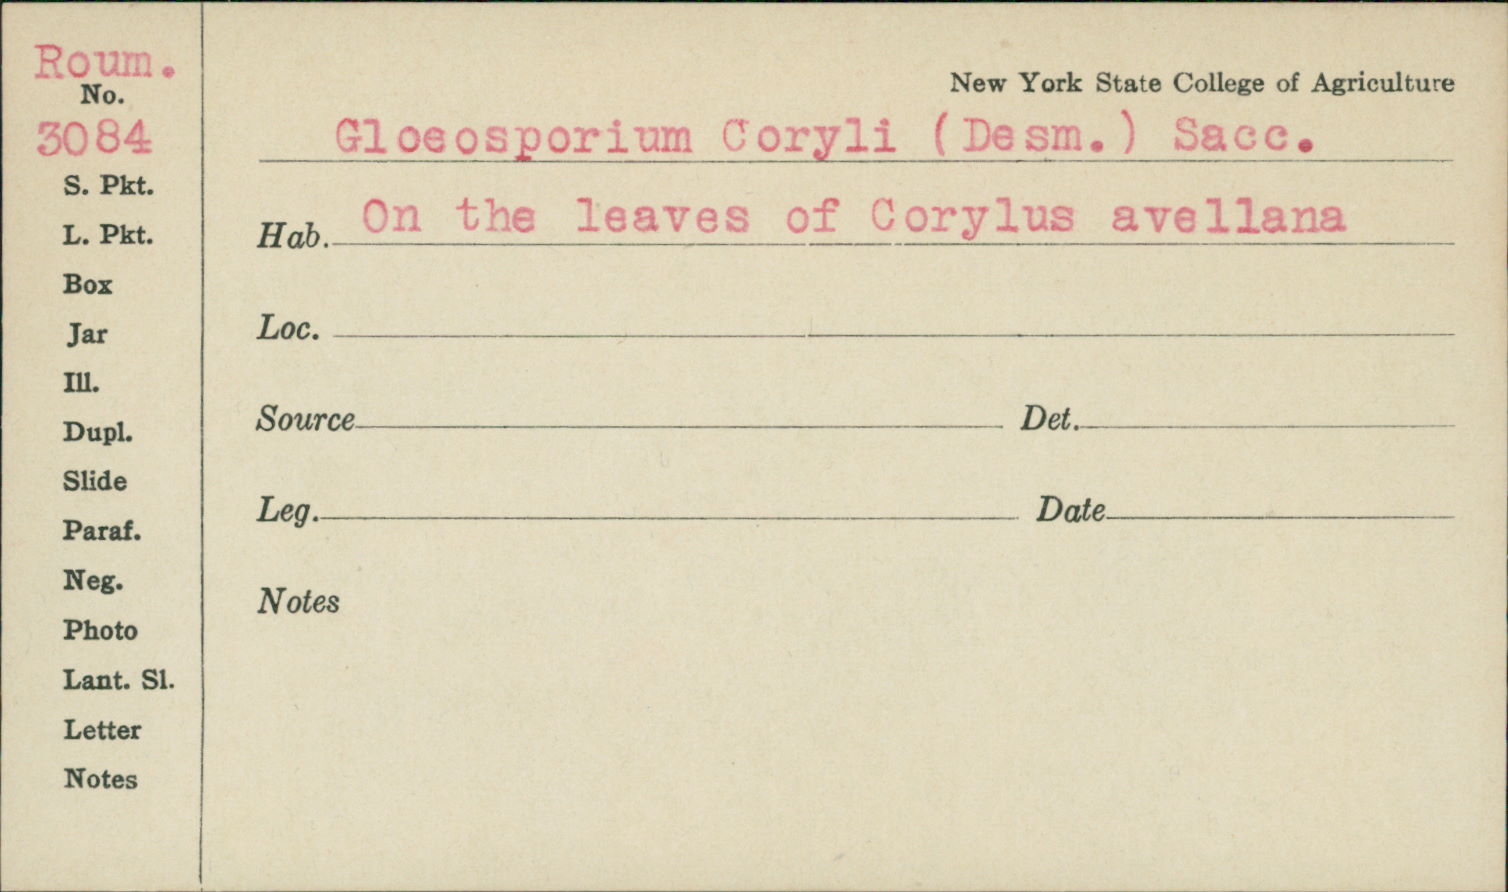 Roum.
No.
3084
S. Pkt.
L. Pkt.
Box
Jar
Ill.
Dupl.
Slide
Paraf.
Neg.
Photo
Lant. Sl.
Letter
Notes
New York State College of Agriculture
Gloeosporium Coryli (Desm.) Sacc.
Hab. On the leaves of Corylus avellana
Loc.
Source Det.
Leg. Date
Notes